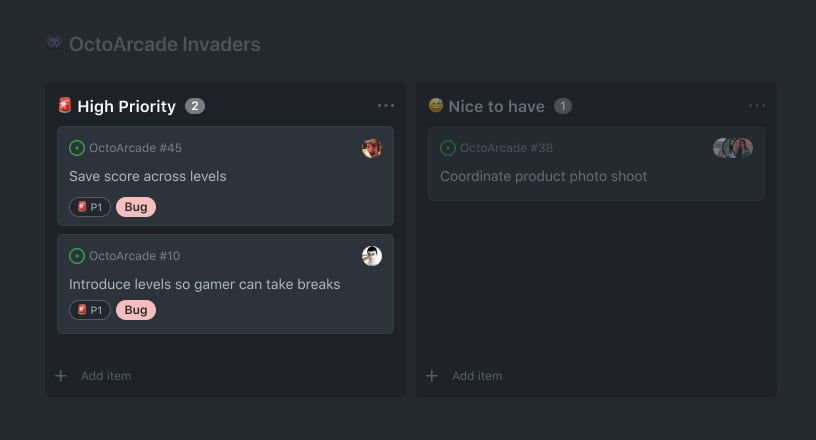 👾 OctoArcade Invaders
🚨 High Priority 2
OctoArcade #45
Save score across levels
🚨 P1 Bug
OctoArcade #10
Introduce levels so gamer can take breaks
🚨 P1 Bug
Add item
😅 Nice to have 1
OctoArcade #38
Coordinate product photo shoot
Add item